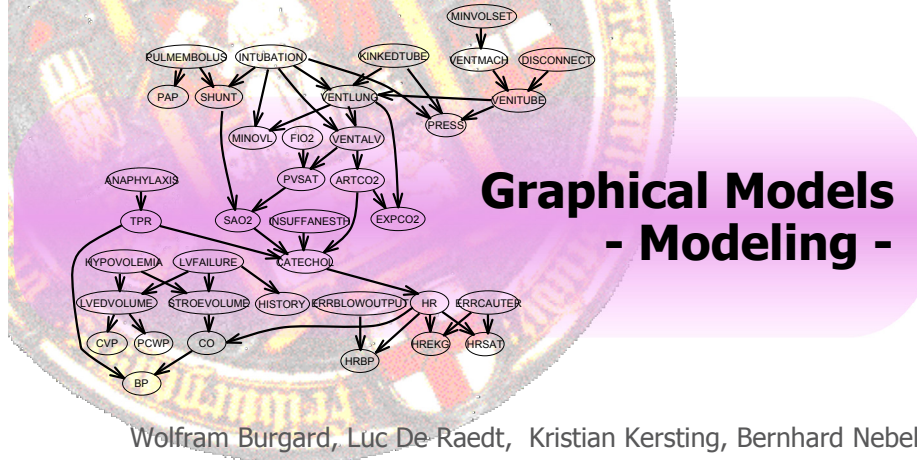 MINVOLSET
PULMEMBOLUS INTUBATION KINKEDTUBE VENTMACH DISCONNECT
PAP SHUNT VENTLUNG VENITUBE
MINOVL FIO2 VENTALV PRESS
ANAPHYLAXIS PVSAT ARTCO2
TPR SAO2 INSUFFANESTH EXPCO2
HYPOVOLEMIA LVFAILURE CATECHOL
LVEDVOLUME STROEVOLUME HISTORY ERRBLOWOUTPUT HR ERRCAUTER
CVP PCWP CO HREKG HRSAT
HRBP
BP
Graphical Models
- Modeling -
Wolfram Burgard, Luc De Raedt, Kristian Kersting, Bernhard Nebel